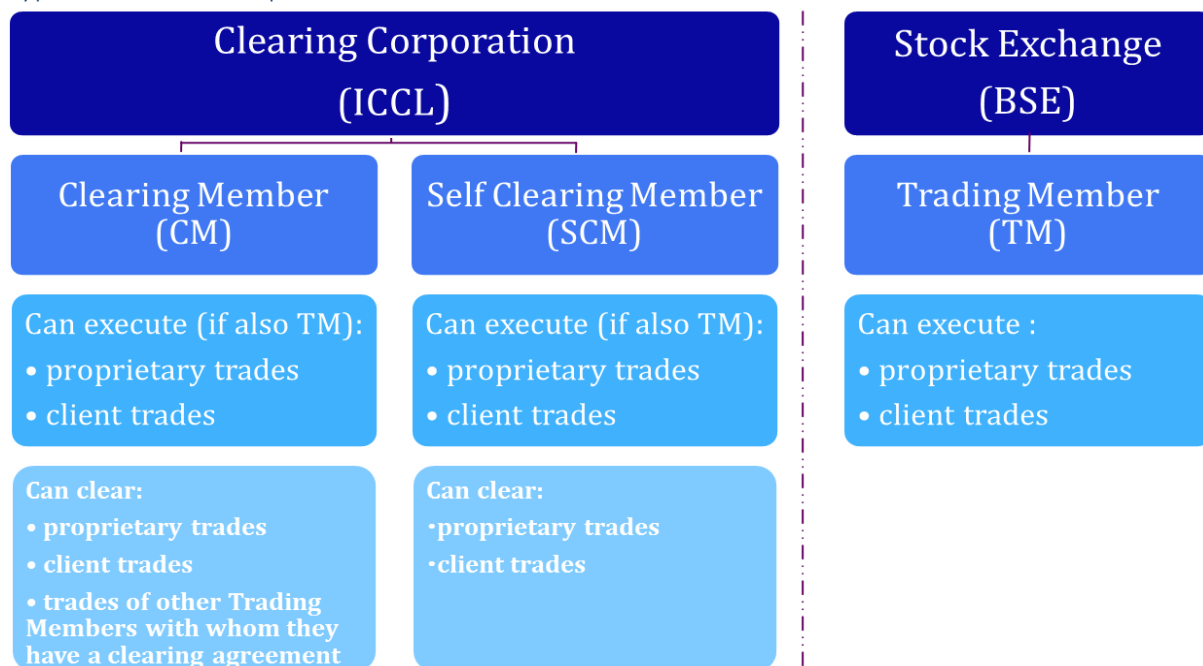 Clearing Corporation
(ICCL)
Stock Exchange
(BSE)
Clearing Member
(CM)
Self Clearing Member
(SCM)
Trading Member
(TM)
Can execute (if also TM):
• proprietary trades
• client trades
Can execute (if also TM):
• proprietary trades
• client trades
Can execute :
• proprietary trades
• client trades
Can clear:
• proprietary trades
• client trades
• trades of other Trading
Members with whom they
have a clearing agreement
Can clear:
•proprietary trades
•client trades